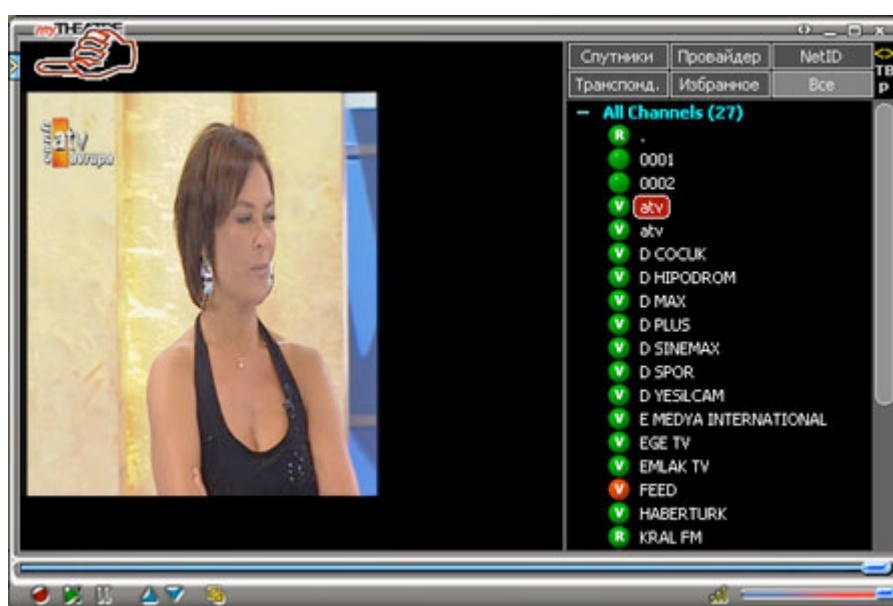 myTHEATRE
Спутники Провайдер NetID
ТВ
Транспонд. Избранное Все
Р
atv
avrupa
All Channels (27)
R .
0001
0002
V atv
V atv
V D COCUK
V D HIPODROM
V D MAX
V D PLUS
V D SINEMAX
V D SPOR
V D YESILCAM
V E MEDYA INTERNATIONAL
V EGE TV
V EMLAK TV
V FEED
V HABERTURK
R KRAL FM